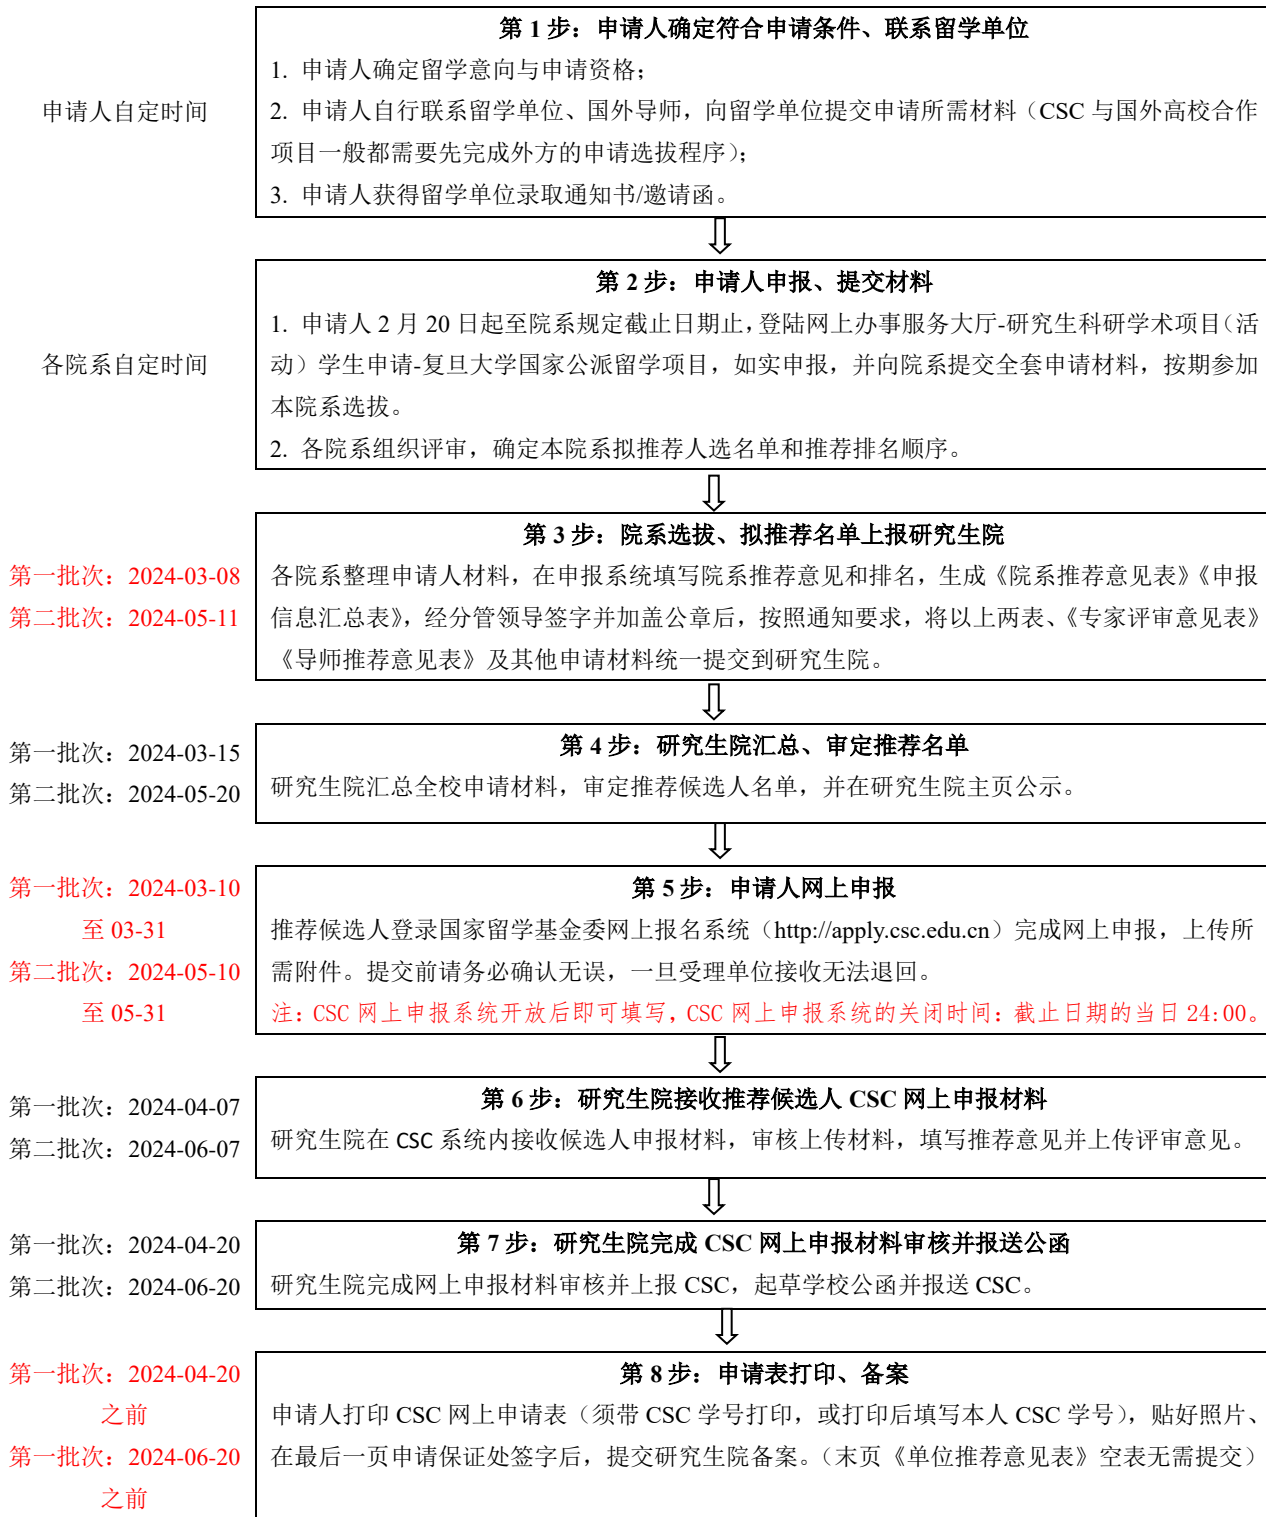 第 1 步：申请人确定符合申请条件、联系留学单位
申请人自定时间
1. 申请人确定留学意向与申请资格；
2. 申请人自行联系留学单位、国外导师，向留学单位提交申请所需材料（CSC 与国外高校合作
项目一般都需要先完成外方的申请选拔程序）；
3. 申请人获得留学单位录取通知书/邀请函。
第 2 步：申请人申报、提交材料
各院系自定时间
1. 申请人 2 月 20 日起至院系规定截止日期止，登陆网上办事服务大厅-研究生科研学术项目（活
动）学生申请-复旦大学国家公派留学项目，如实申报，并向院系提交全套申请材料，按期参加
本院系选拔。
2. 各院系组织评审，确定本院系拟推荐人选名单和推荐排名顺序。
第 3 步：院系选拔、拟推荐名单上报研究生院
第一批次：2024-03-08
第二批次：2024-05-11
各院系整理申请人材料，在申报系统填写院系推荐意见和排名，生成《院系推荐意见表》《申报
信息汇总表》，经分管领导签字并加盖公章后，按照通知要求，将以上两表、《专家评审意见表》
《导师推荐意见表》及其他申请材料统一提交到研究生院。
第 4 步：研究生院汇总、审定推荐名单
第一批次：2024-03-15
第二批次：2024-05-20
研究生院汇总全校申请材料，审定推荐候选人名单，并在研究生院主页公示。
第 5 步：申请人网上申报
第一批次：2024-03-10
至 03-31
第二批次：2024-05-10
至 05-31
推荐候选人登录国家留学基金委网上报名系统（http://apply.csc.edu.cn）完成网上申报，上传所
需附件。提交前请务必确认无误，一旦受理单位接收无法退回。
注：CSC 网上申报系统开放后即可填写，CSC 网上申报系统的关闭时间：截止日期的当日 24:00。
第 6 步：研究生院接收推荐候选人 CSC 网上申报材料
第一批次：2024-04-07
第二批次：2024-06-07
研究生院在 CSC 系统内接收候选人申报材料，审核上传材料，填写推荐意见并上传评审意见。
第 7 步：研究生院完成 CSC 网上申报材料审核并报送公函
第一批次：2024-04-20
第二批次：2024-06-20
研究生院完成网上申报材料审核并上报 CSC，起草学校公函并报送 CSC。
第 8 步：申请表打印、备案
第一批次：2024-04-20
之前
第一批次：2024-06-20
之前
申请人打印 CSC 网上申请表（须带 CSC 学号打印，或打印后填写本人 CSC 学号），贴好照片、
在最后一页申请保证处签字后，提交研究生院备案。（末页《单位推荐意见表》空表无需提交）